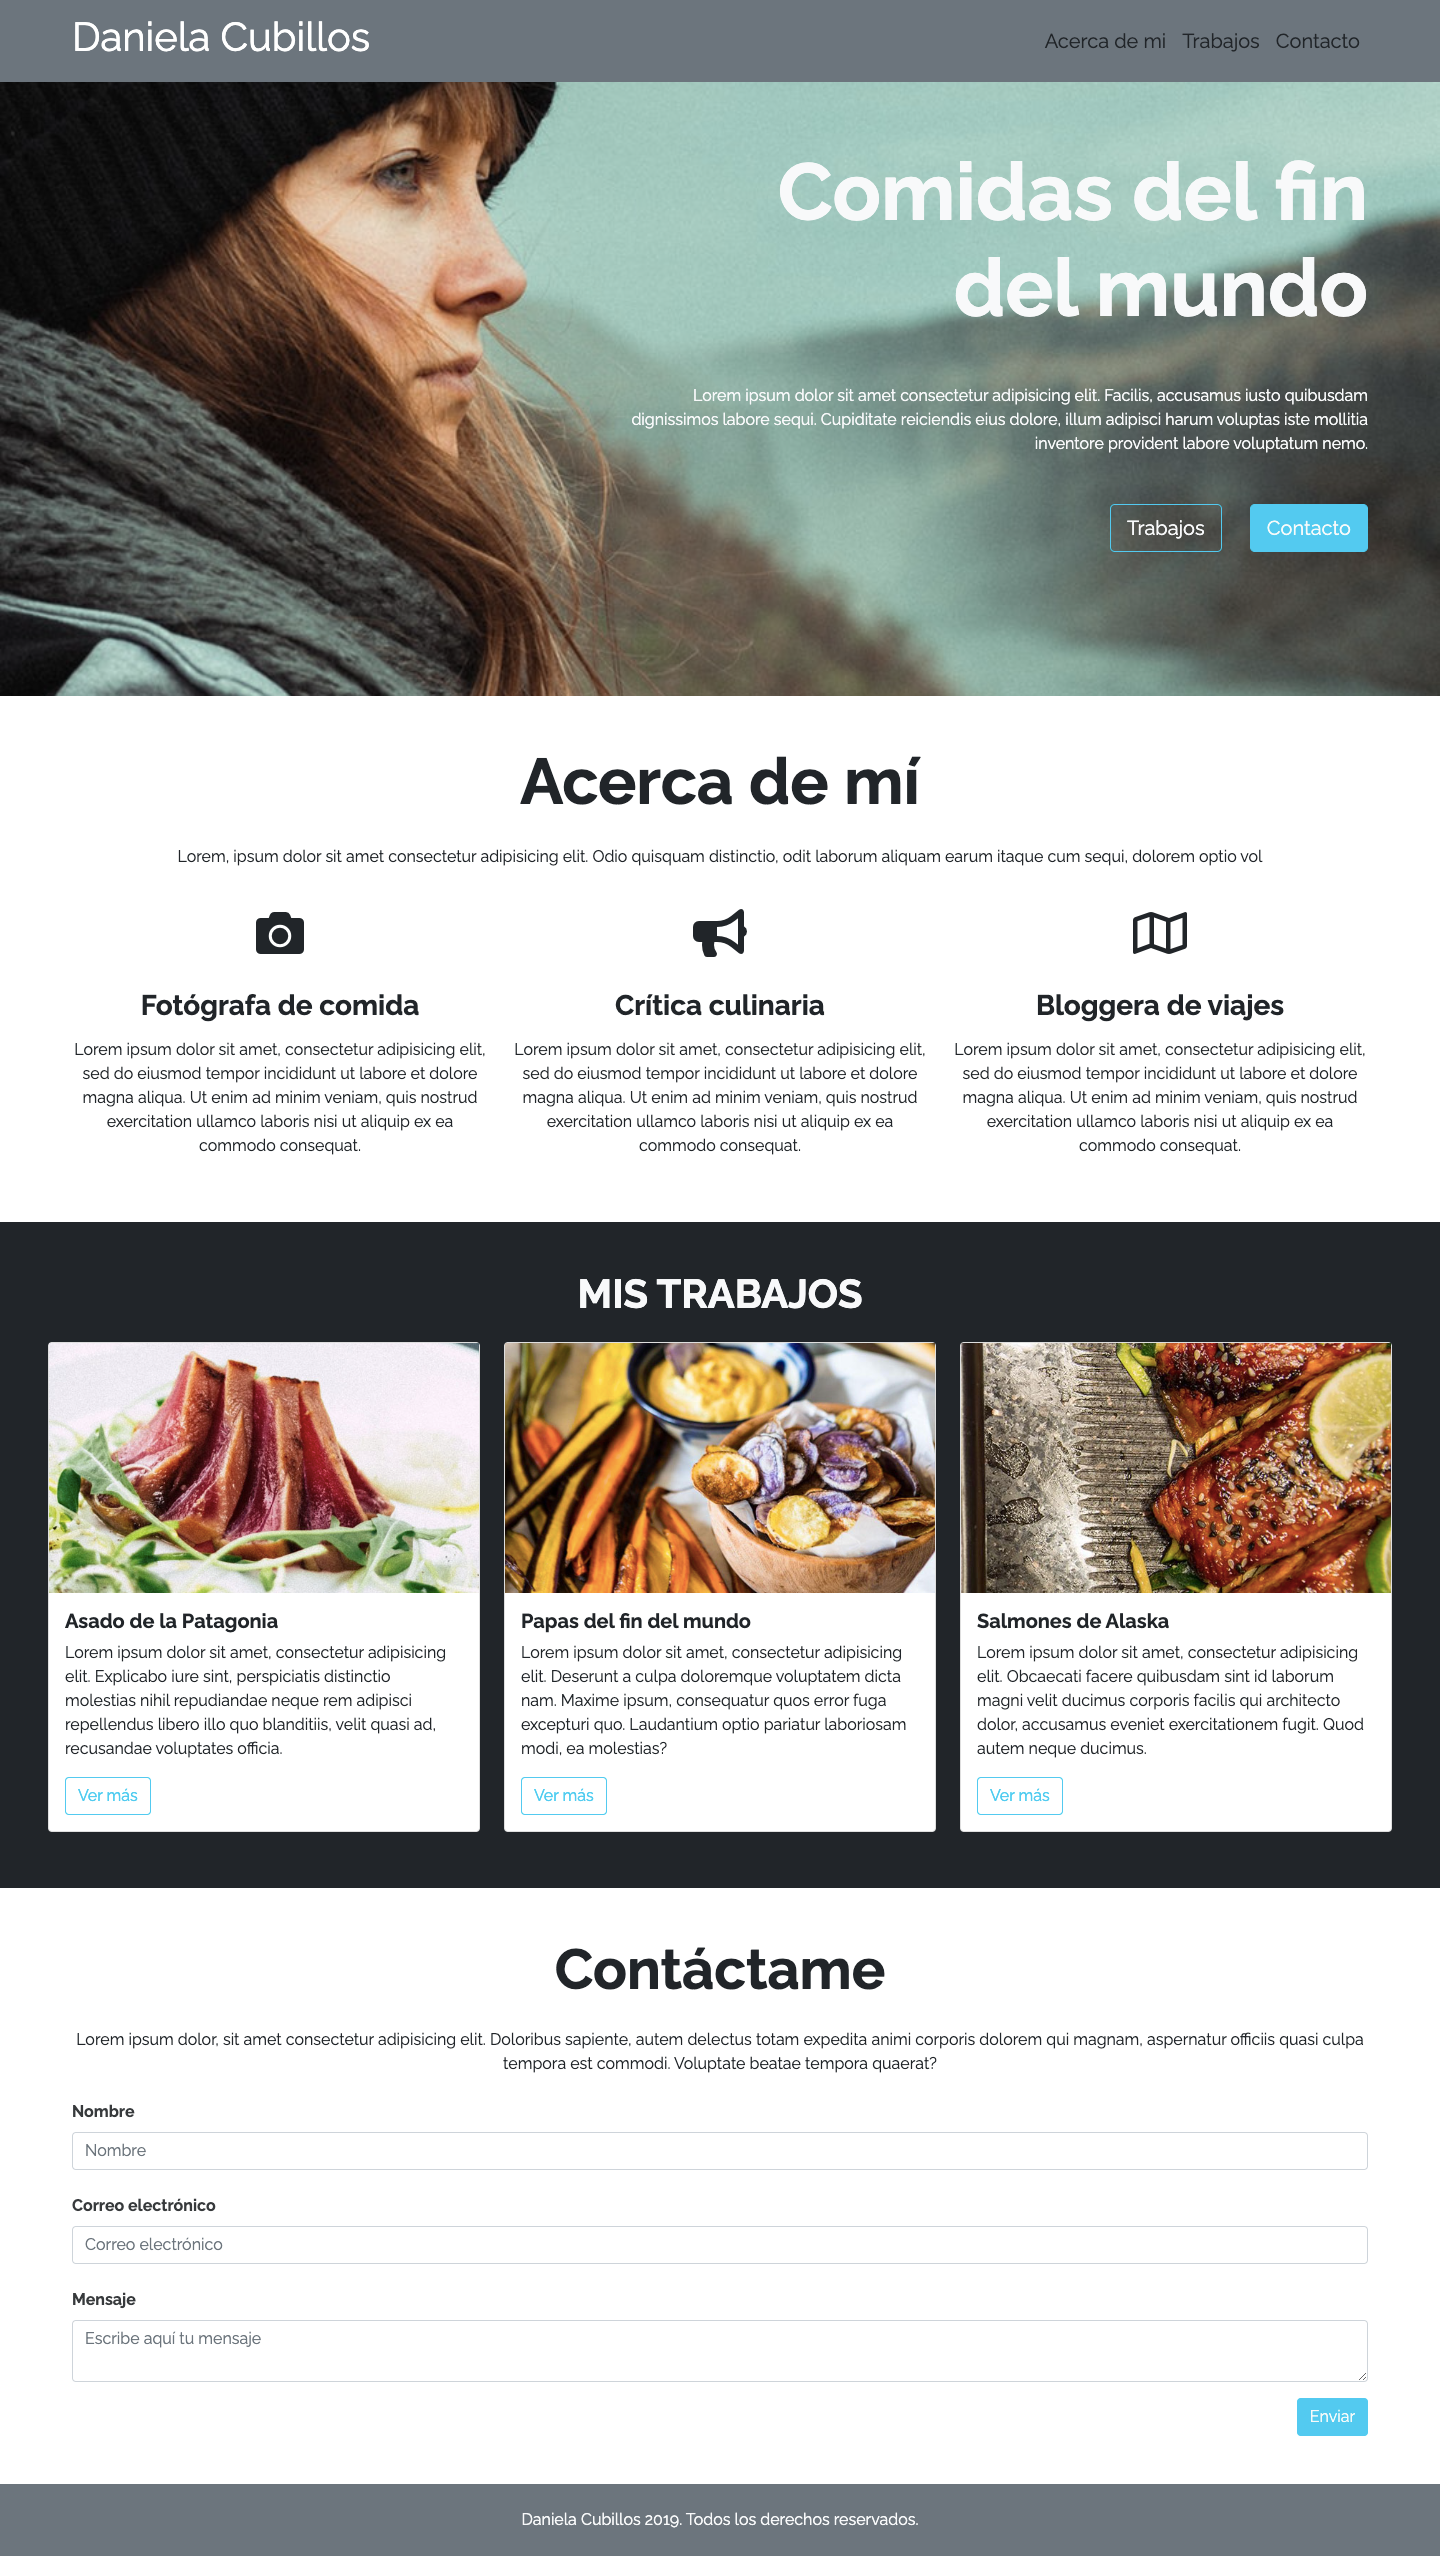 Daniela Cubillos
Acerca de mi Trabajos Contacto
Comidas del fin
del mundo
Lorem ipsum dolor sit amet consectetur adipisicing elit. Facilis, accusamus iusto quibusdam
dignissimos labore sequi. Cupiditate reiciendis eius dolore, illum adipisci harum voluptas iste mollitia
inventore provident labore voluptatum nemo.
Trabajos
Contacto
Acerca de mí
Lorem, ipsum dolor sit amet consectetur adipisicing elit. Odio quisquam distinctio, odit laborum aliquam earum itaque cum sequi, dolorem optio vol
Fotógrafa de comida
Lorem ipsum dolor sit amet, consectetur adipisicing elit,
sed do eiusmod tempor incididunt ut labore et dolore
magna aliqua. Ut enim ad minim veniam, quis nostrud
exercitation ullamco laboris nisi ut aliquip ex ea
commodo consequat.
Crítica culinaria
Lorem ipsum dolor sit amet, consectetur adipisicing elit,
sed do eiusmod tempor incididunt ut labore et dolore
magna aliqua. Ut enim ad minim veniam, quis nostrud
exercitation ullamco laboris nisi ut aliquip ex ea
commodo consequat.
Bloggera de viajes
Lorem ipsum dolor sit amet, consectetur adipisicing elit,
sed do eiusmod tempor incididunt ut labore et dolore
magna aliqua. Ut enim ad minim veniam, quis nostrud
exercitation ullamco laboris nisi ut aliquip ex ea
commodo consequat.
MIS TRABAJOS
Asado de la Patagonia
Lorem ipsum dolor sit amet, consectetur adipisicing
elit. Explicabo iure sint, perspiciatis distinctio
molestias nihil repudiandae neque rem adipisci
repellendus libero illo quo blanditiis, velit quasi ad,
recusandae voluptates officia.
Ver más
Papas del fin del mundo
Lorem ipsum dolor sit amet, consectetur adipisicing
elit. Deserunt a culpa doloremque voluptatem dicta
nam. Maxime ipsum, consequatur quos error fuga
excepturi quo. Laudantium optio pariatur laboriosam
modi, ea molestias?
Ver más
Salmones de Alaska
Lorem ipsum dolor sit amet, consectetur adipisicing
elit. Obcaecati facere quibusdam sint id laborum
magni velit ducimus corporis facilis qui architecto
dolor, accusamus eveniet exercitationem fugit. Quod
autem neque ducimus.
Ver más
Contáctame
Lorem ipsum dolor, sit amet consectetur adipisicing elit. Doloribus sapiente, autem delectus totam expedita animi corporis dolorem qui magnam, aspernatur officiis quasi culpa
tempora est commodi. Voluptate beatae tempora quaerat?
Nombre
Nombre
Correo electrónico
Correo electrónico
Mensaje
Escribe aquí tu mensaje
Enviar
Daniela Cubillos 2019. Todos los derechos reservados.